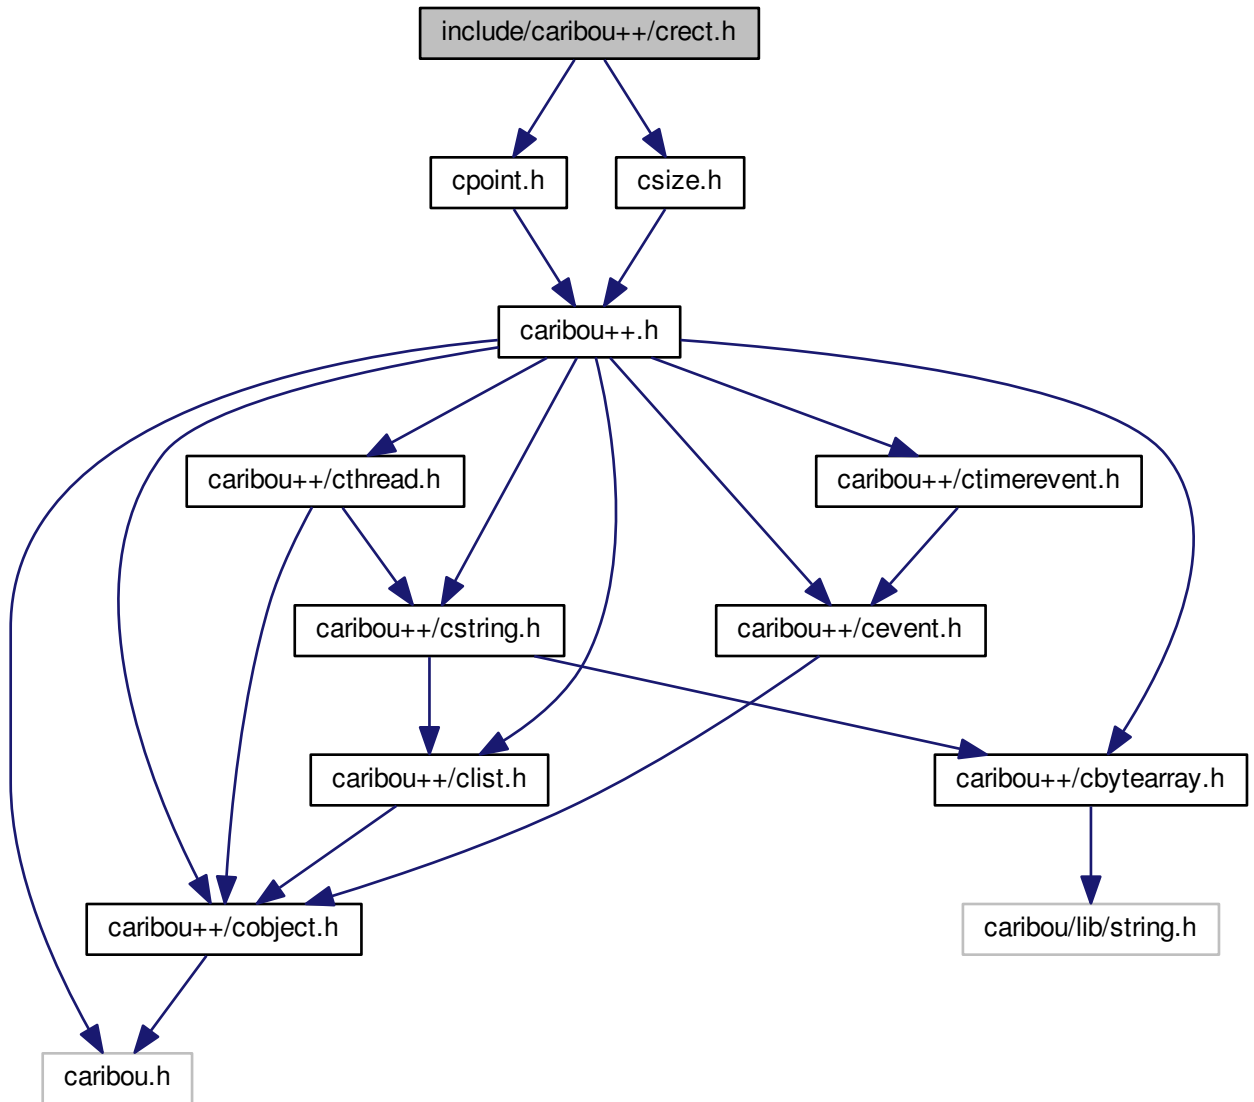 include/caribou++/crect.h
cpoint.h
csize.h
caribou++.h
caribou++/cthread.h
caribou++/ctimerevent.h
caribou++/cstring.h
caribou++/cevent.h
caribou++/clist.h
caribou++/cbytearray.h
caribou++/cobject.h
caribou/lib/string.h
caribou.h